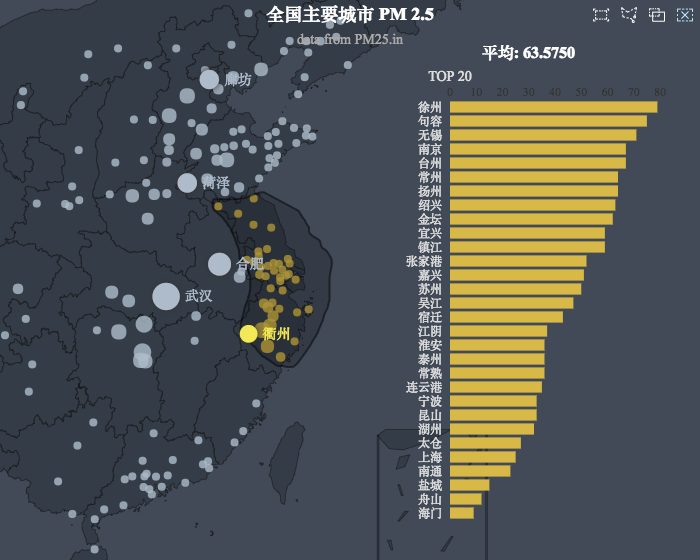 全国主要城市 PM 2.5
data from PM25.in
平均: 63.5750
TOP 20
0 10 20 30 40 50 60 70 80
徐州
句容
无锡
南京
台州
常州
扬州
绍兴
金坛
宜兴
镇江
张家港
嘉兴
苏州
吴江
宿迁
江阴
淮安
泰州
常熟
连云港
宁波
昆山
湖州
太仓
上海
南通
盐城
舟山
海门
廊坊
菏泽
合肥
武汉
衢州